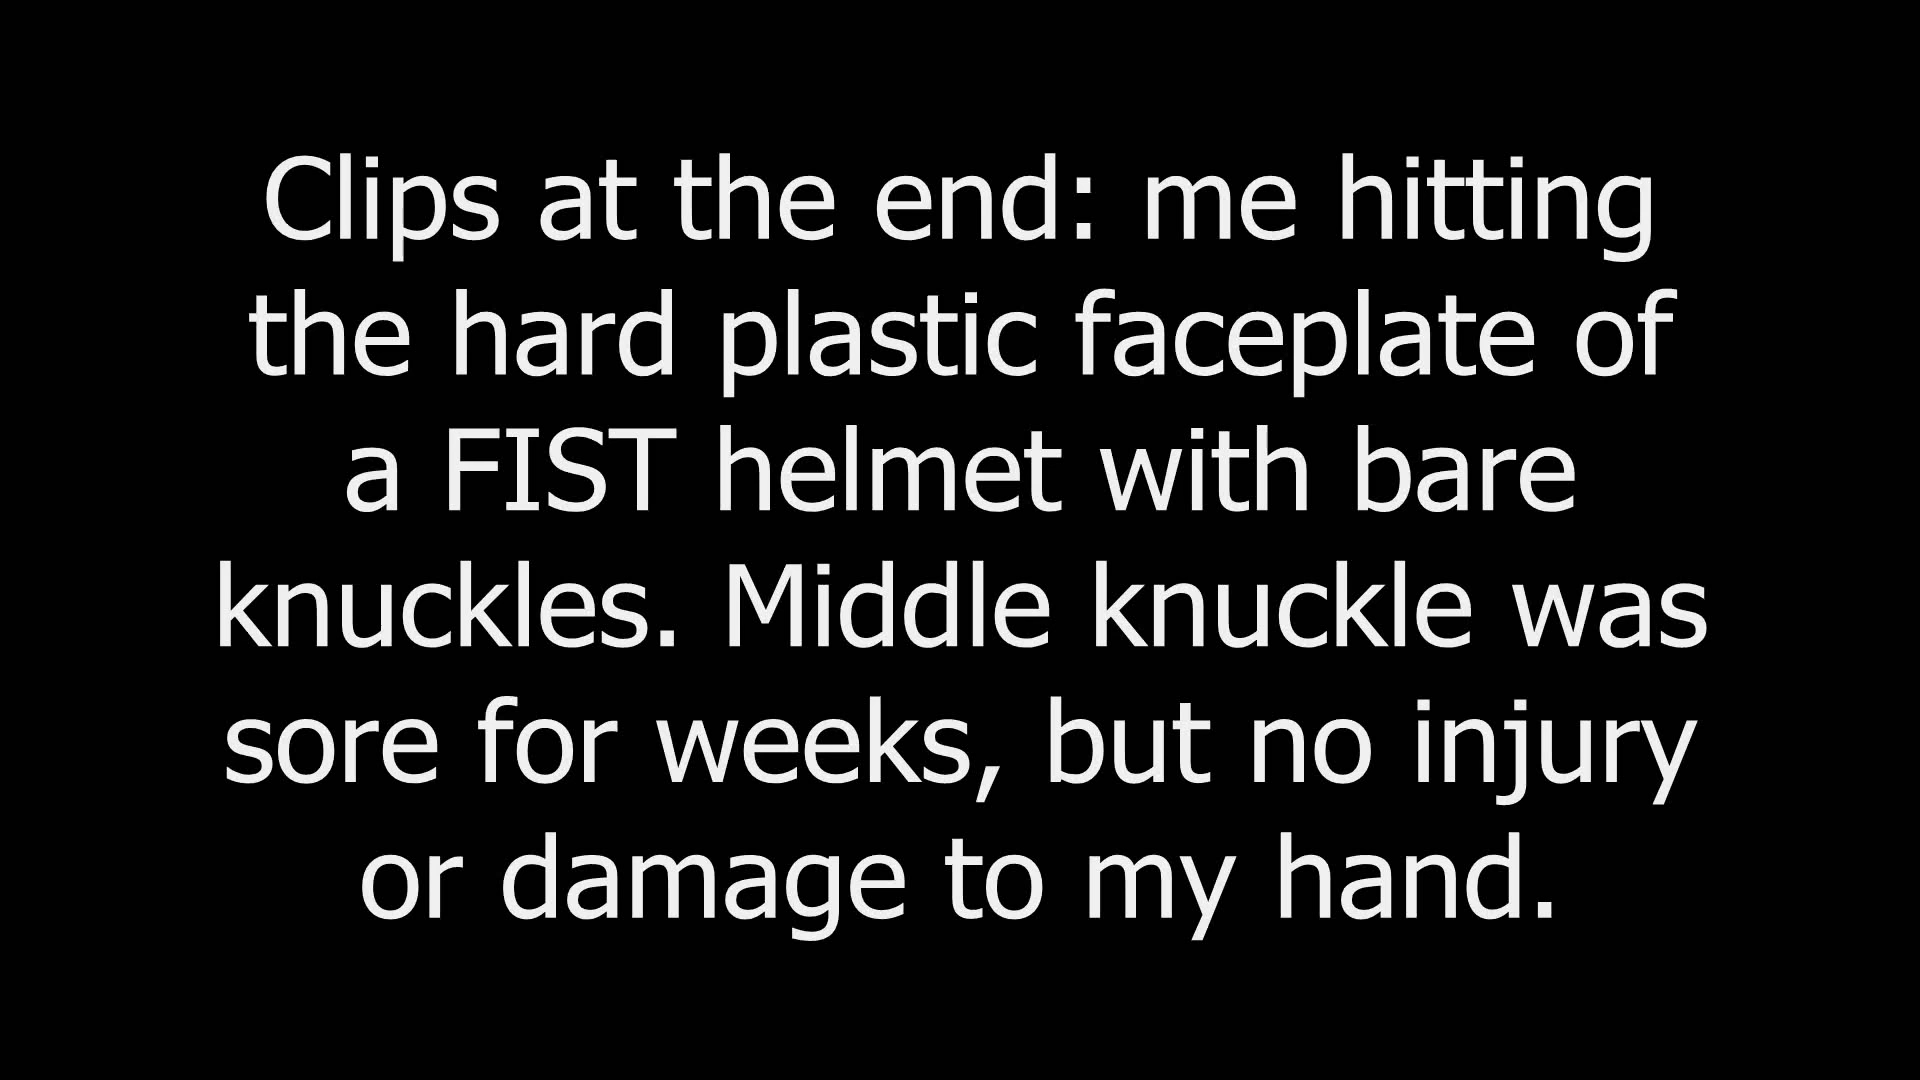 Clips at the end: me hitting
the hard plastic faceplate of
a FIST helmet with bare
knuckles. Middle knuckle was
sore for weeks, but no injury
or damage to my hand.